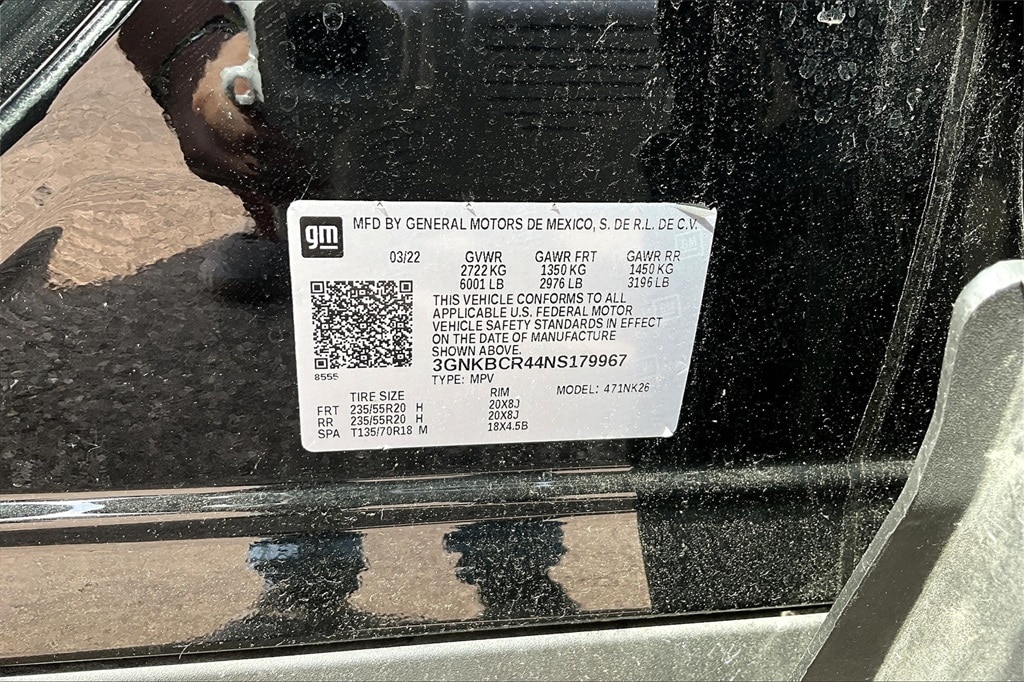 gm MFD BY GENERAL MOTORS DE MEXICO, S. DE R.L. DE C.V.
03/22 GVWR GAWR FRT GAWR RR
2722 KG 1350 KG 1450 KG
6001 LB 2976 LB 3196 LB
THIS VEHICLE CONFORMS TO ALL
APPLICABLE U.S. FEDERAL MOTOR
VEHICLE SAFETY STANDARDS IN EFFECT
ON THE DATE OF MANUFACTURE
SHOWN ABOVE.
3GNKBCR44NS179967
8555
TYPE: MPV MODEL: 471NK26
TIRE SIZE RIM
FRT 235/55R20 H 20X8J
RR 235/55R20 H 20X8J
SPA T135/70R18 M 18X4.5B